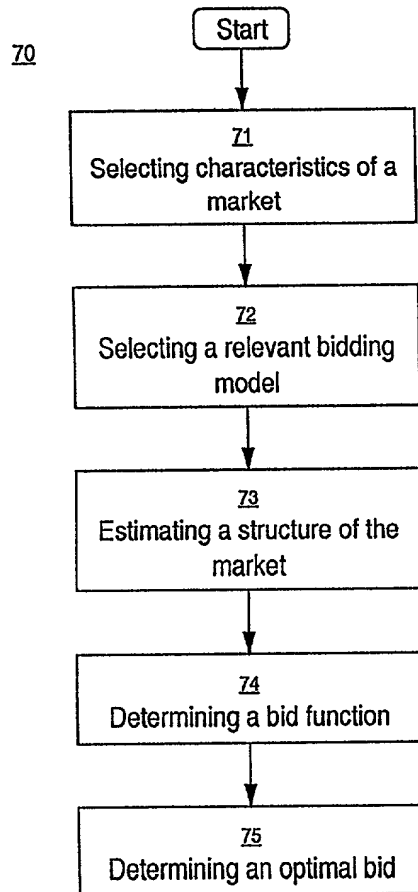 Start
70
71
Selecting characteristics of a
market
72
Selecting a relevant bidding
model
73
Estimating a structure of the
market
74
Determining a bid function
75
Determining an optimal bid